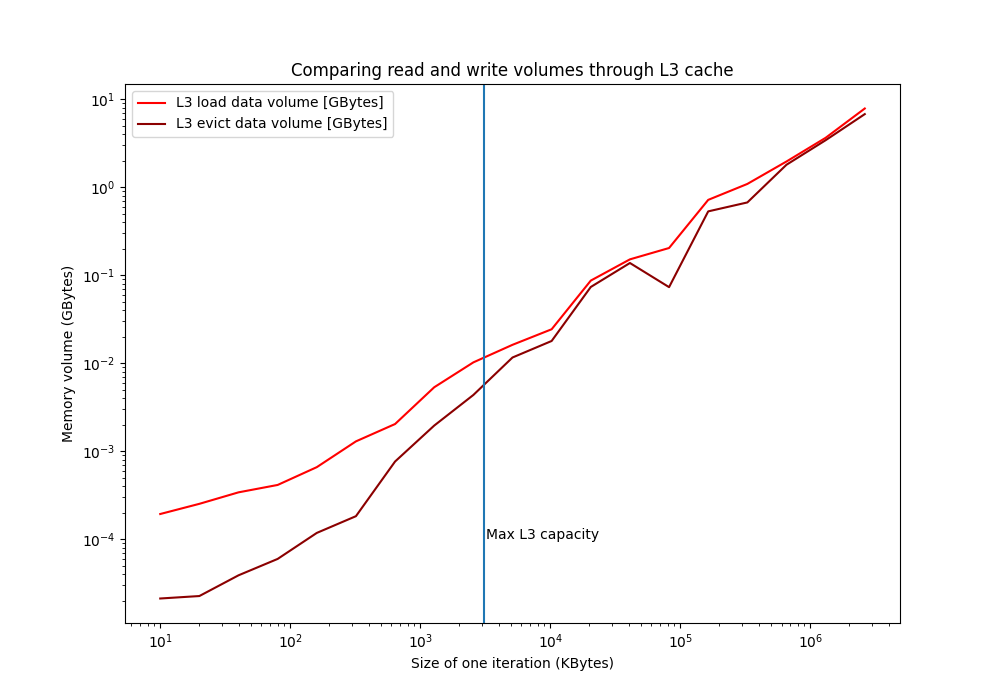 Comparing read and write volumes through L3 cache
L3 load data volume [GBytes]
L3 evict data volume [GBytes]
Memory volume (GBytes)
10¹
10⁰
10⁻¹
10⁻²
10⁻³
10⁻⁴
Max L3 capacity
10¹ 10² 10³ 10⁴ 10⁵ 10⁶
Size of one iteration (KBytes)